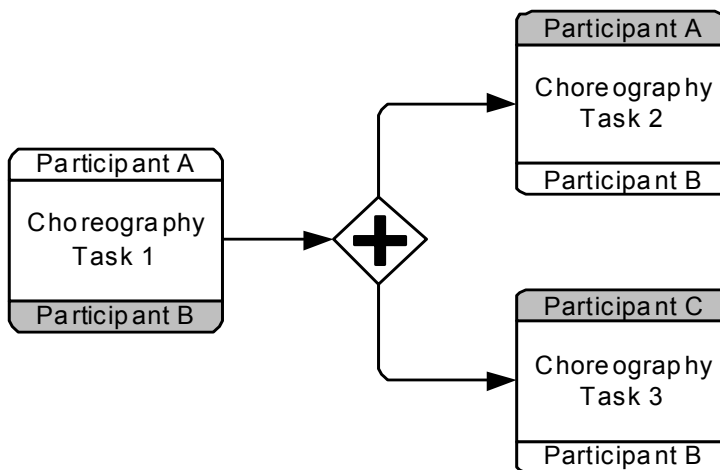 Participant A
Choreography
Task 1
Participant B
Participant A
Choreography
Task 2
Participant B
Participant C
Choreography
Task 3
Participant B